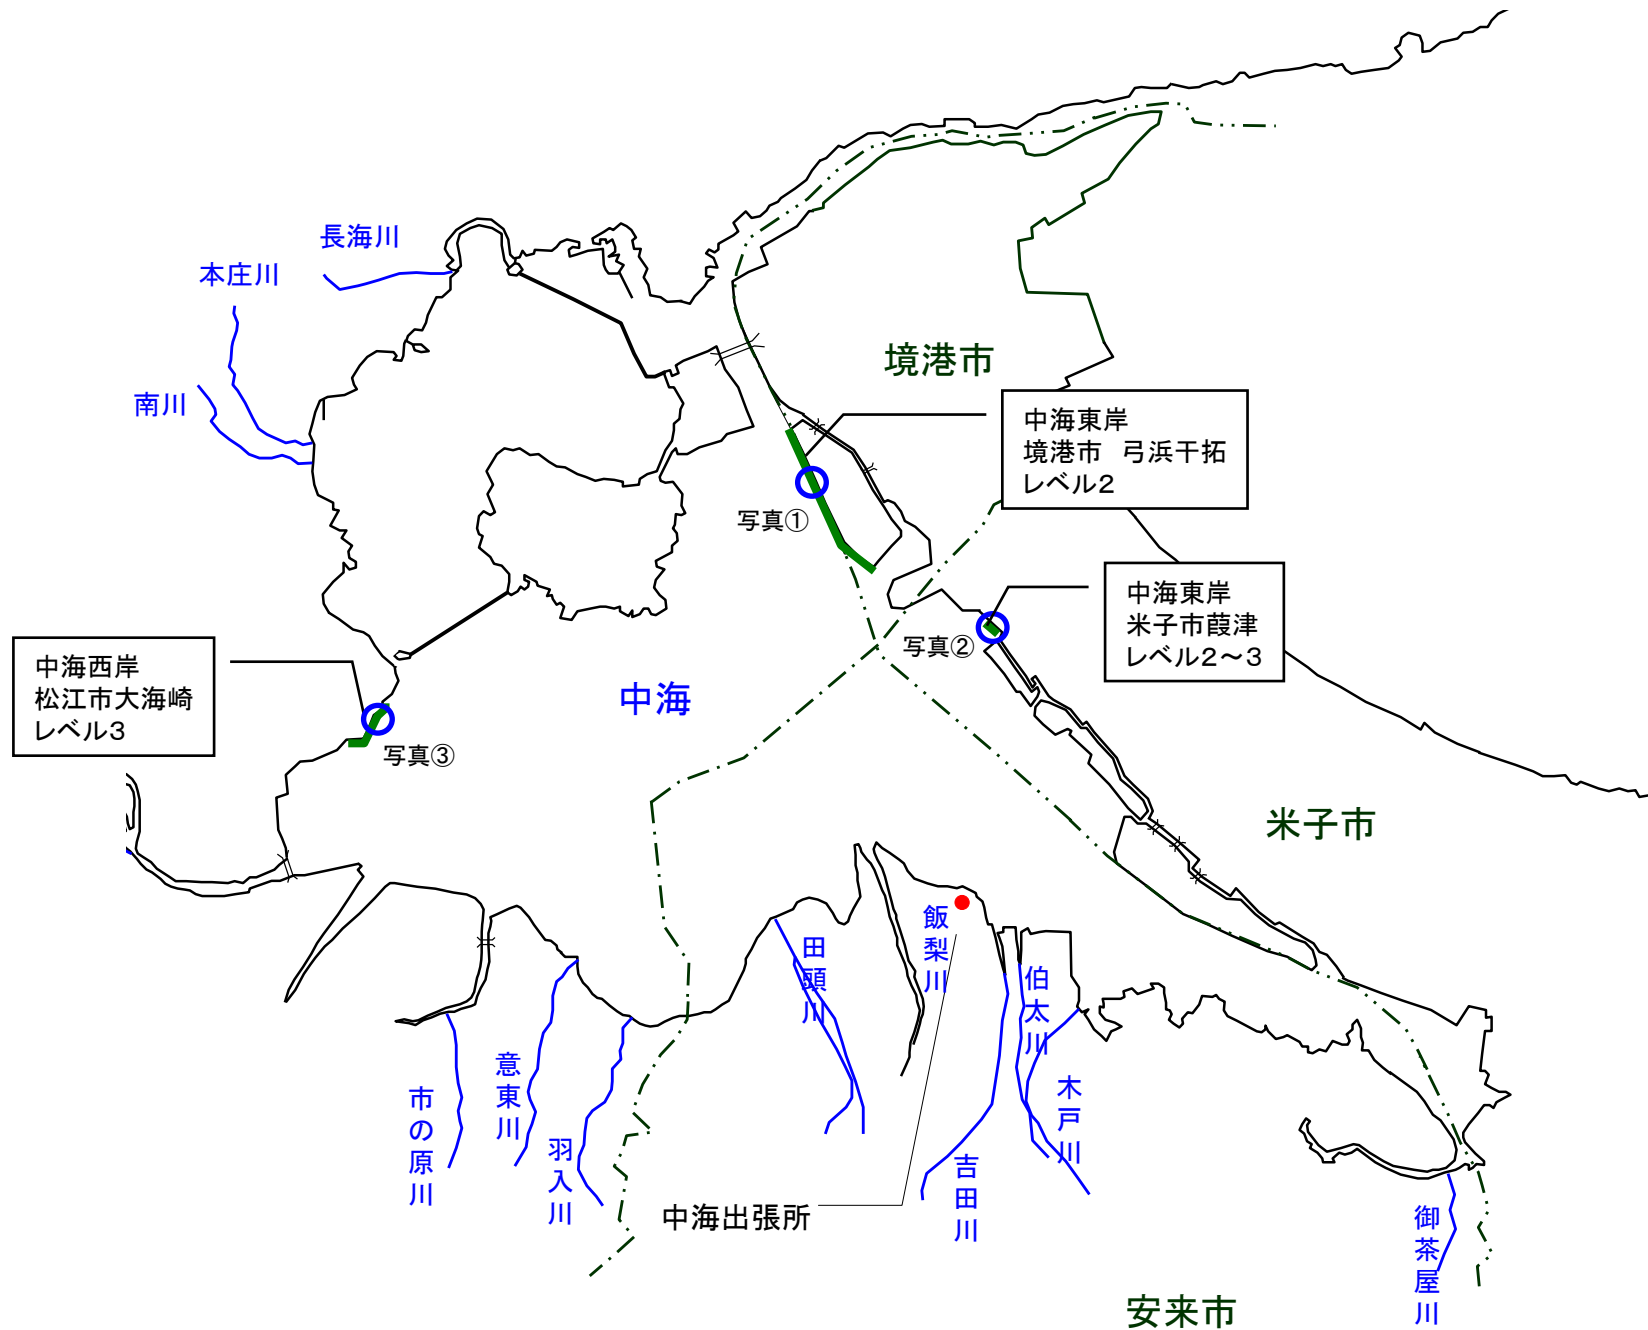 長海川
本庄川
南川
境港市
中海東岸
境港市　弓浜干拓
レベル2
写真①
中海東岸
米子市葭津
レベル2～3
写真②
中海西岸
松江市大海崎
レベル3
写真③
中海
米子市
飯梨川
田頭川
伯太川
意東川
木戸川
市の原川
羽入川
吉田川
中海出張所
御茶屋川
安来市